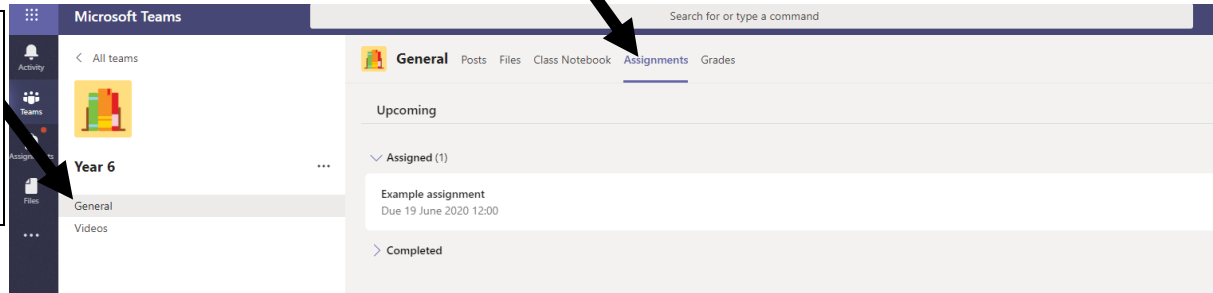 Microsoft Teams
Search for or type a command
Activity
Teams
Files
All teams
Year 6
General
Videos
General Posts Files Class Notebook Assignments Grades
Upcoming
Assigned (1)
Example assignment
Due 19 June 2020 12:00
Completed